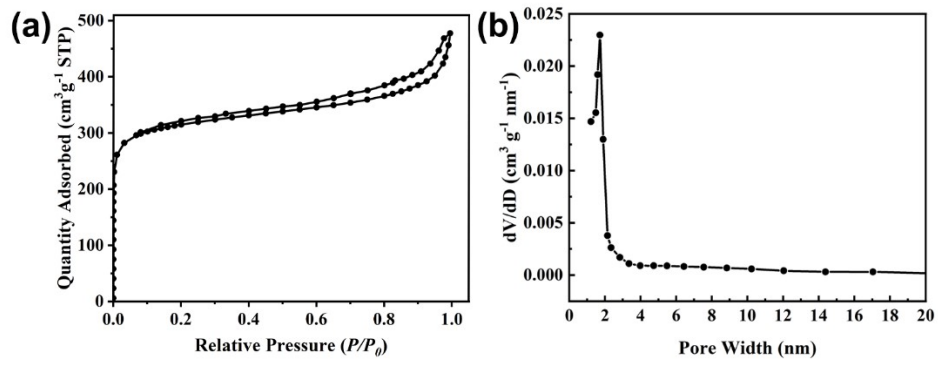 (a)
Quantity Adsorbed (cm³g⁻¹ STP)
500
400
300
200
100
0
0.0 0.2 0.4 0.6 0.8 1.0
Relative Pressure (P/P₀)
(b)
dV/dD (cm³ g⁻¹ nm⁻¹)
0.025
0.020
0.015
0.010
0.005
0.000
0 2 4 6 8 10 12 14 16 18 20
Pore Width (nm)